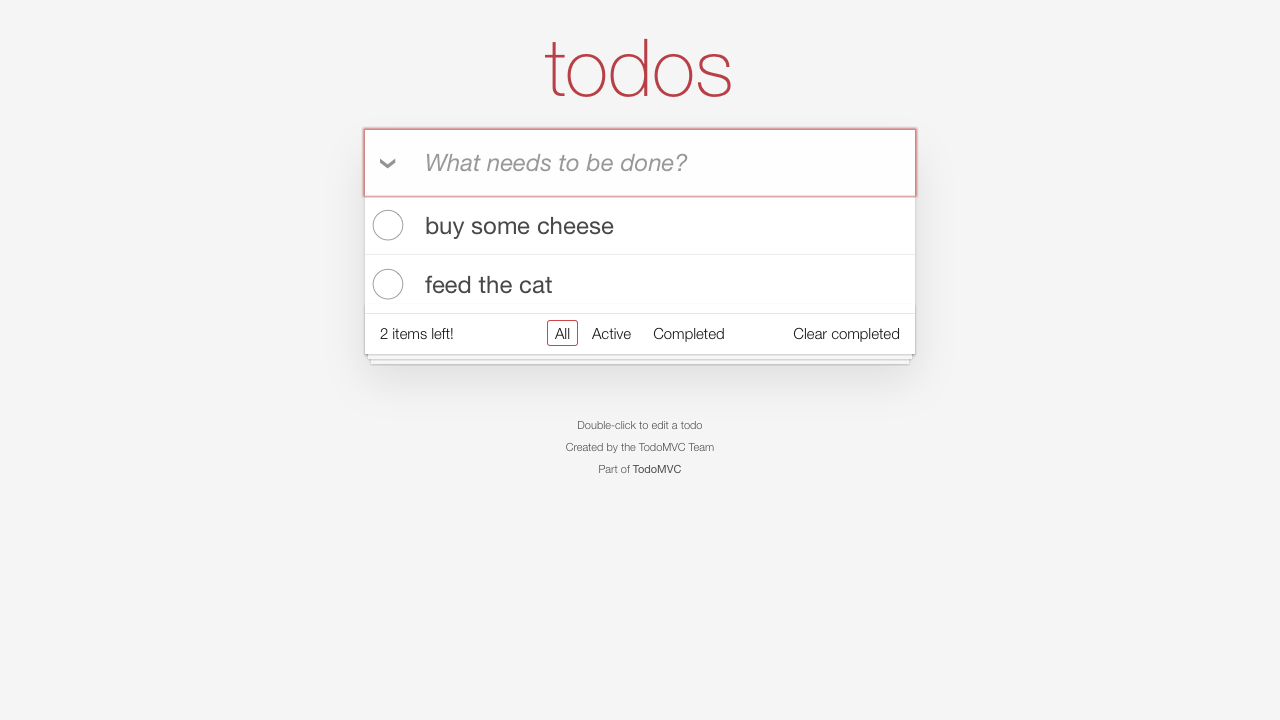 todos
What needs to be done?
buy some cheese
feed the cat
2 items left! All Active Completed Clear completed
Double-click to edit a todo
Created by the TodoMVC Team
Part of TodoMVC